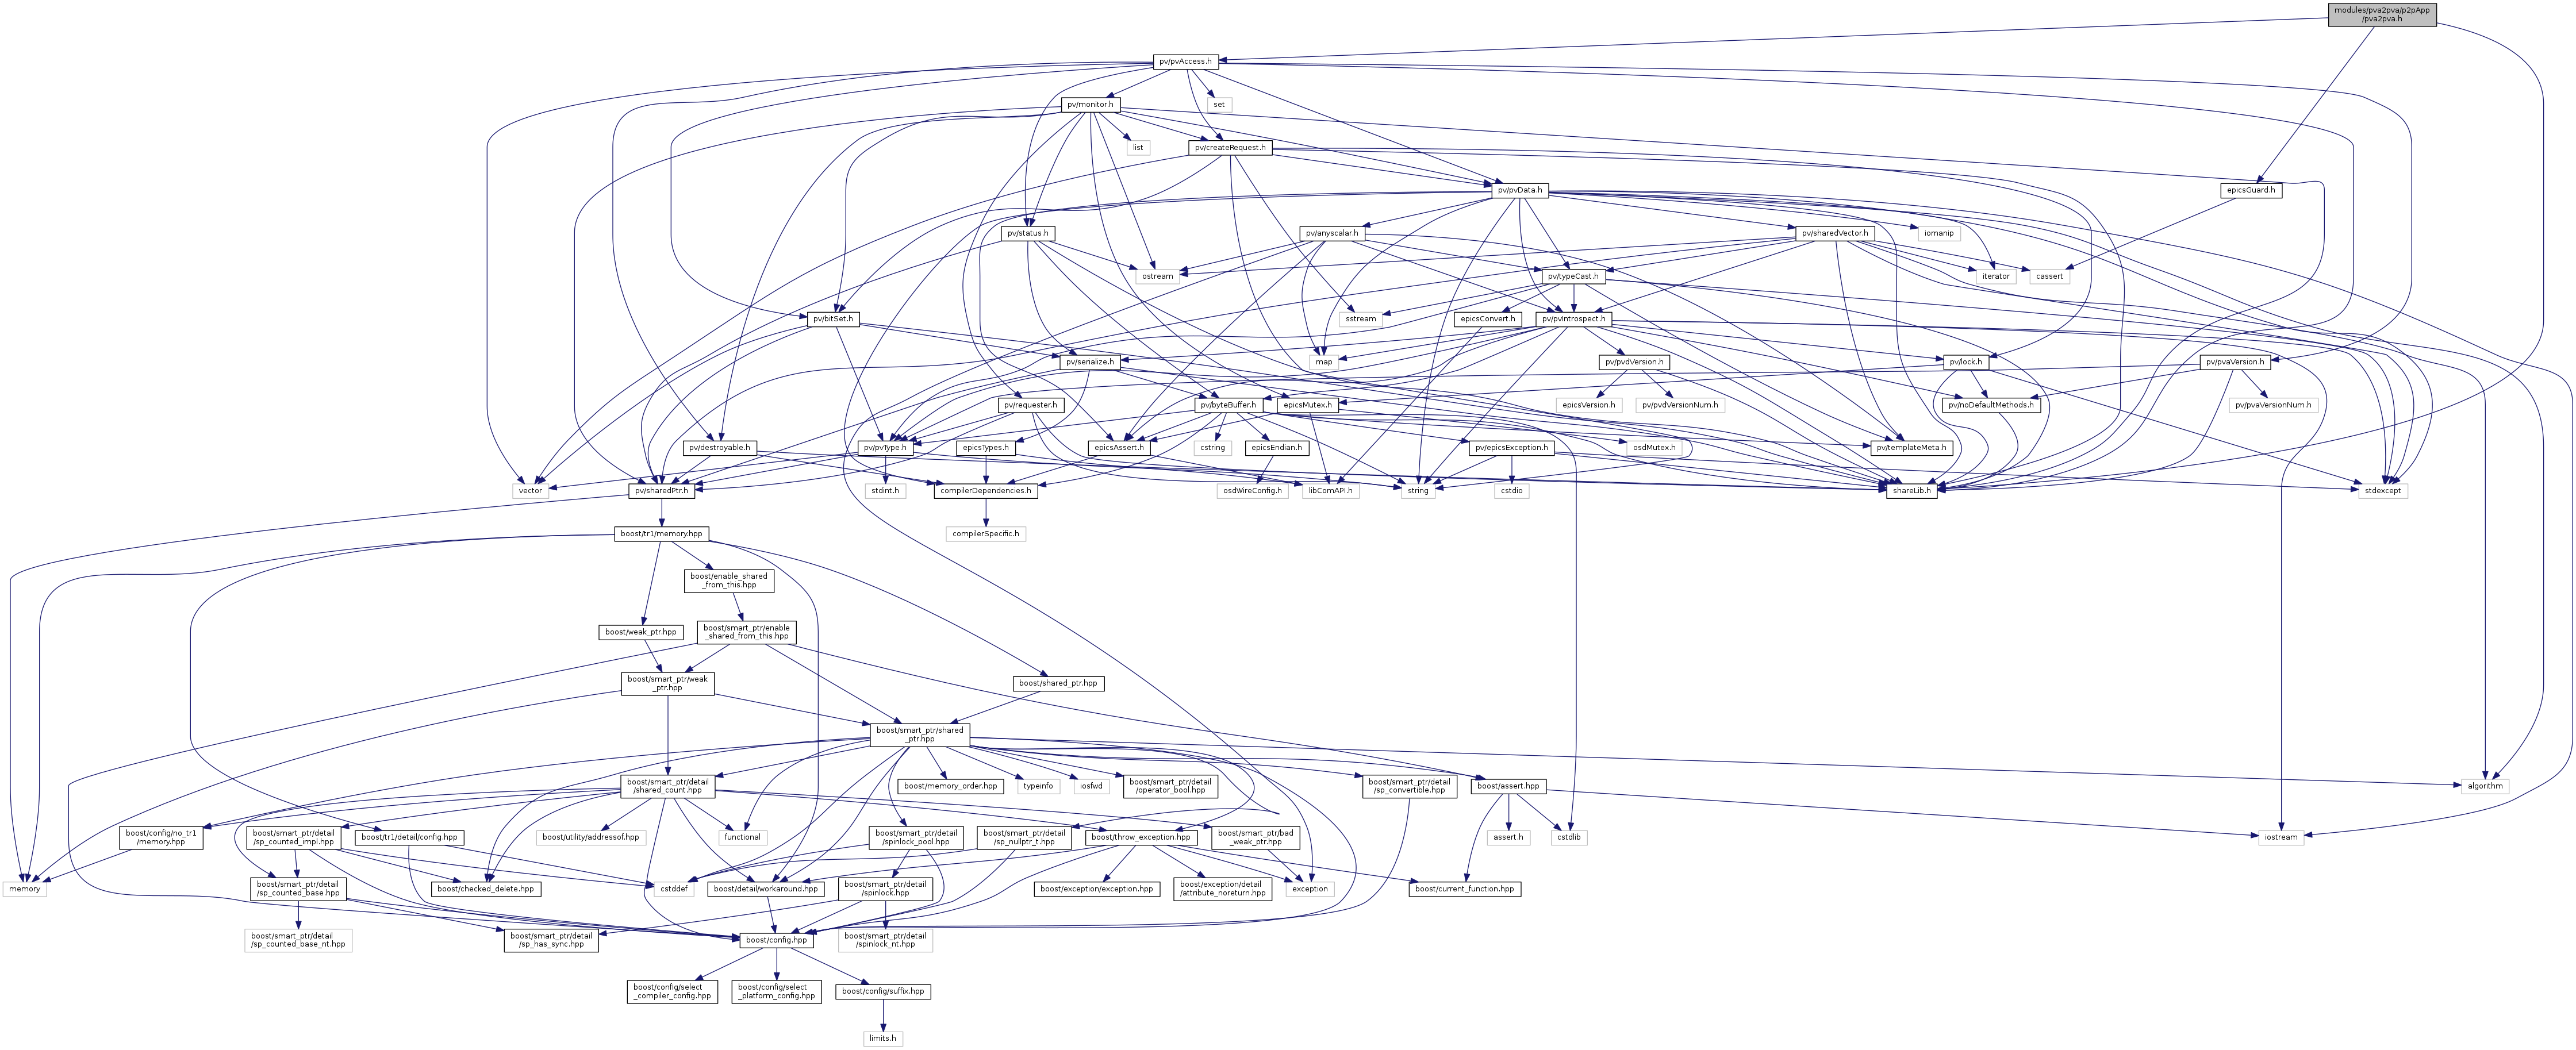 modules/pva2pva/p2pApp
/pva2pva.h
pv/pvAccess.h
pv/monitor.h
set
list
pv/createRequest.h
pv/pvData.h
epicsGuard.h
pv/status.h
pv/anyscalar.h
pv/sharedVector.h
iomanip
ostream
pv/typeCast.h
iterator
cassert
pv/bitSet.h
sstream
epicsConvert.h
pv/pvIntrospect.h
pv/serialize.h
map
pv/pvdVersion.h
pv/lock.h
pv/pvaVersion.h
pv/requester.h
pv/byteBuffer.h
epicsMutex.h
epicsVersion.h
pv/pvdVersionNum.h
pv/noDefaultMethods.h
pv/pvaVersionNum.h
pv/destroyable.h
pv/pvType.h
epicsTypes.h
epicsAssert.h
cstring
epicsEndian.h
pv/epicsException.h
osdMutex.h
pv/templateMeta.h
vector
pv/sharedPtr.h
stdint.h
compilerDependencies.h
osdWireConfig.h
libComAPI.h
string
cstdio
shareLib.h
stdexcept
boost/tr1/memory.hpp
compilerSpecific.h
boost/enable_shared
_from_this.hpp
boost/weak_ptr.hpp
boost/smart_ptr/enable
_shared_from_this.hpp
boost/smart_ptr/weak
_ptr.hpp
boost/shared_ptr.hpp
boost/smart_ptr/shared
_ptr.hpp
boost/smart_ptr/detail
/shared_count.hpp
boost/memory_order.hpp
typeinfo
iosfwd
boost/smart_ptr/detail
/operator_bool.hpp
boost/smart_ptr/detail
/sp_convertible.hpp
boost/assert.hpp
algorithm
boost/config/no_tr1
/memory.hpp
boost/smart_ptr/detail
/sp_counted_impl.hpp
boost/tr1/detail/config.hpp
boost/utility/addressof.hpp
functional
boost/smart_ptr/detail
/spinlock_pool.hpp
boost/smart_ptr/detail
/sp_nullptr_t.hpp
boost/throw_exception.hpp
boost/smart_ptr/bad
_weak_ptr.hpp
assert.h
cstdlib
iostream
memory
boost/smart_ptr/detail
/sp_counted_base.hpp
boost/checked_delete.hpp
cstddef
boost/detail/workaround.hpp
boost/smart_ptr/detail
/spinlock.hpp
boost/exception/exception.hpp
boost/exception/detail
/attribute_noreturn.hpp
exception
boost/current_function.hpp
boost/smart_ptr/detail
/sp_counted_base_nt.hpp
boost/smart_ptr/detail
/sp_has_sync.hpp
boost/config.hpp
boost/smart_ptr/detail
/spinlock_nt.hpp
boost/config/select
_compiler_config.hpp
boost/config/select
_platform_config.hpp
boost/config/suffix.hpp
limits.h